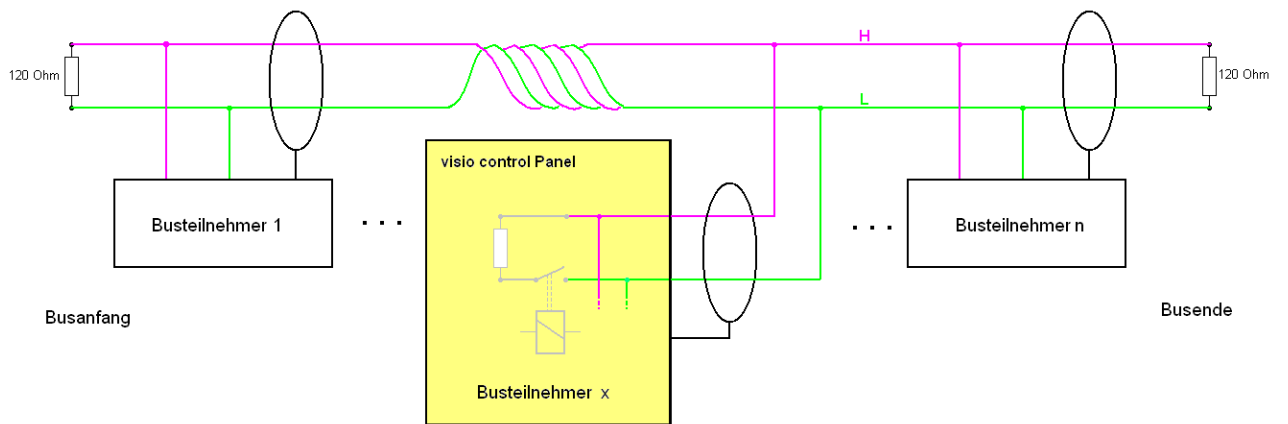 H
120 Ohm
120 Ohm
L
visio control Panel
Busteilnehmer 1
. . .
. . .
Busteilnehmer n
Busanfang
Busende
Busteilnehmer x